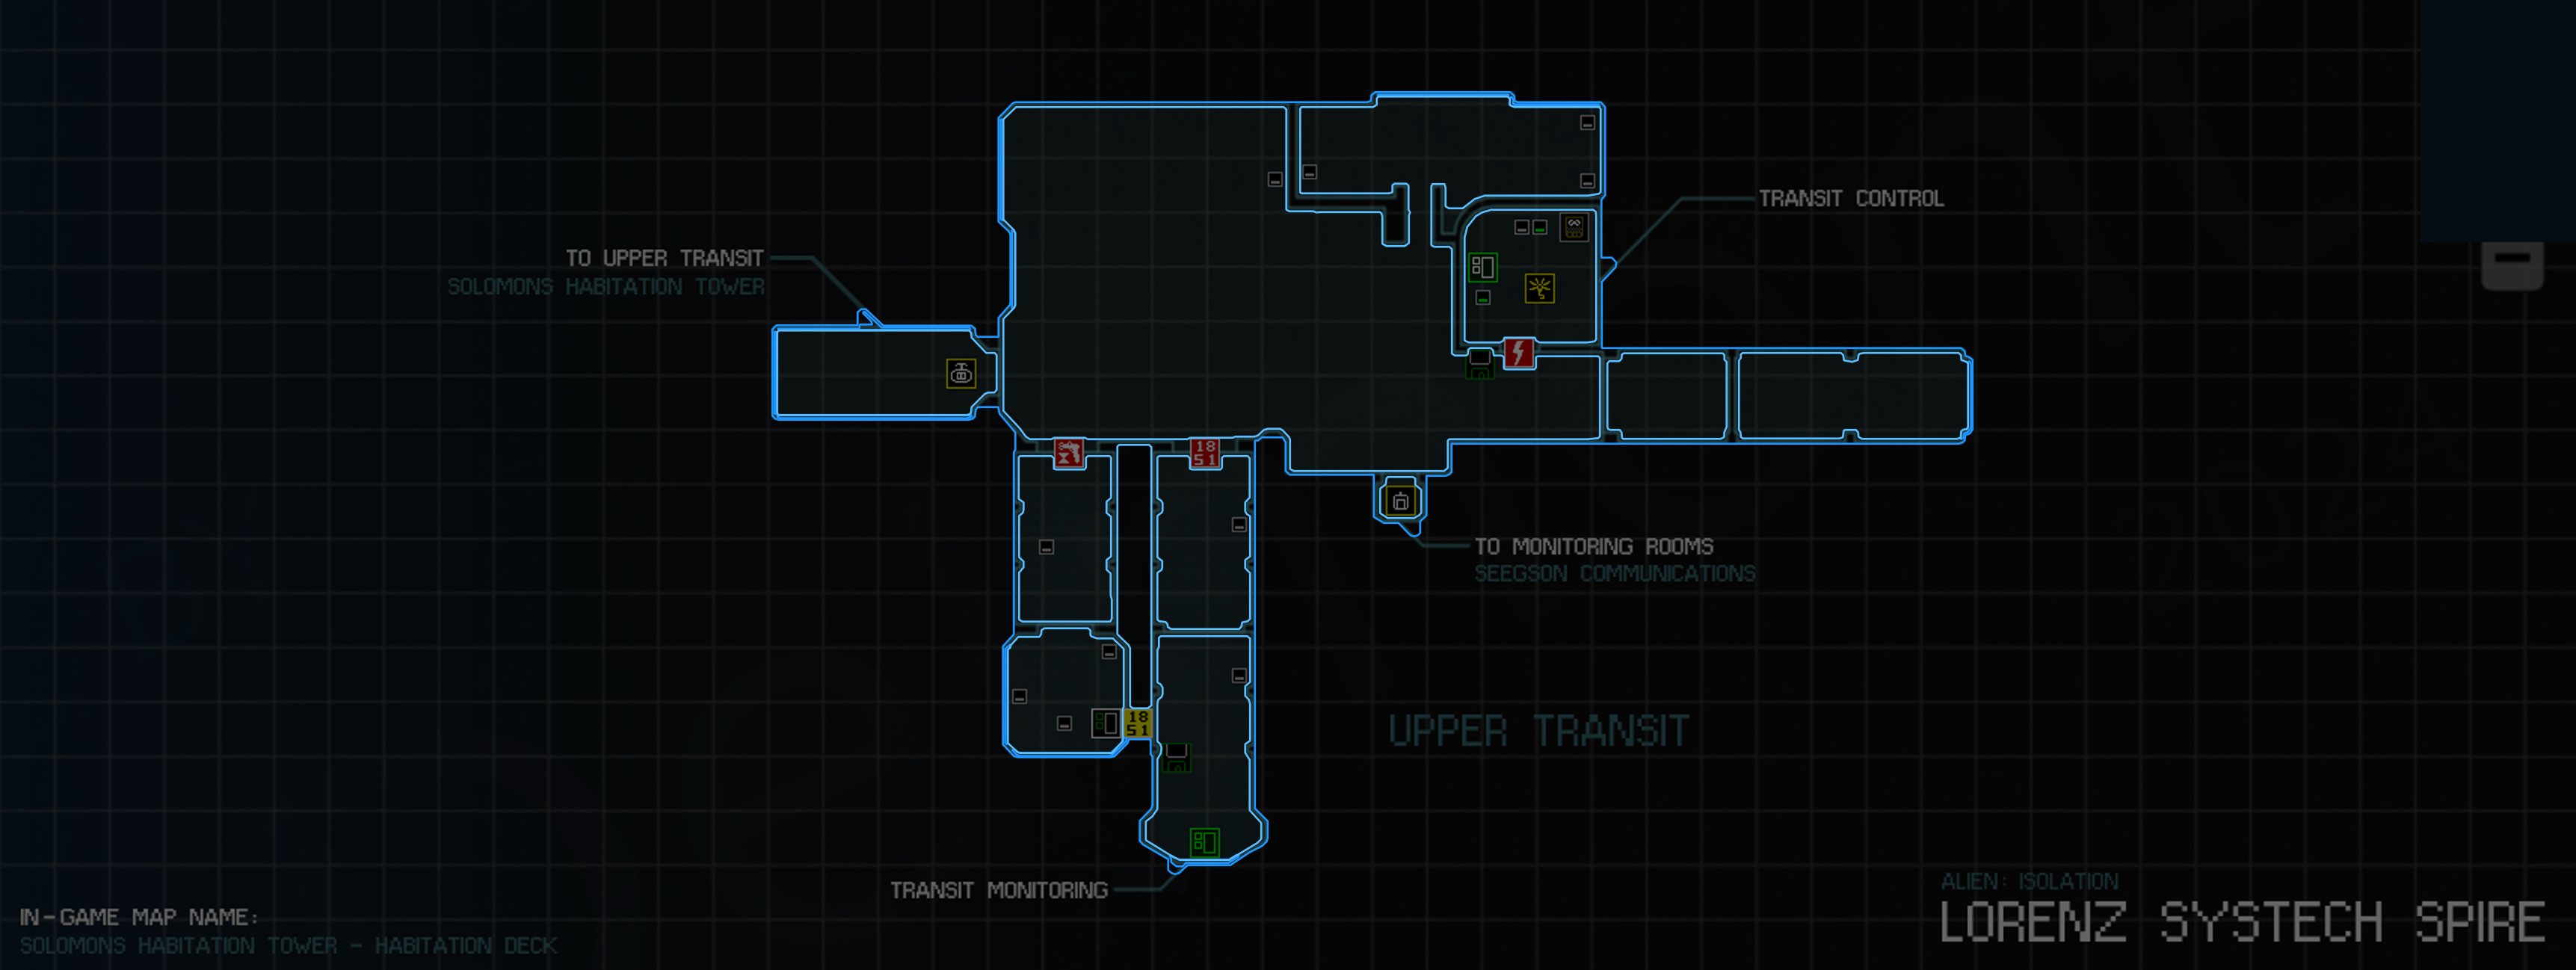 TRANSIT CONTROL
TO UPPER TRANSIT
SOLOMONS HABITATION TOWER
18
51
TO MONITORING ROOMS
SEEGSON COMMUNICATIONS
18
51
UPPER TRANSIT
TRANSIT MONITORING
IN-GAME MAP NAME:
SOLOMONS HABITATION TOWER - HABITATION DECK
ALIEN: ISOLATION
LORENZ SYSTECH SPIRE